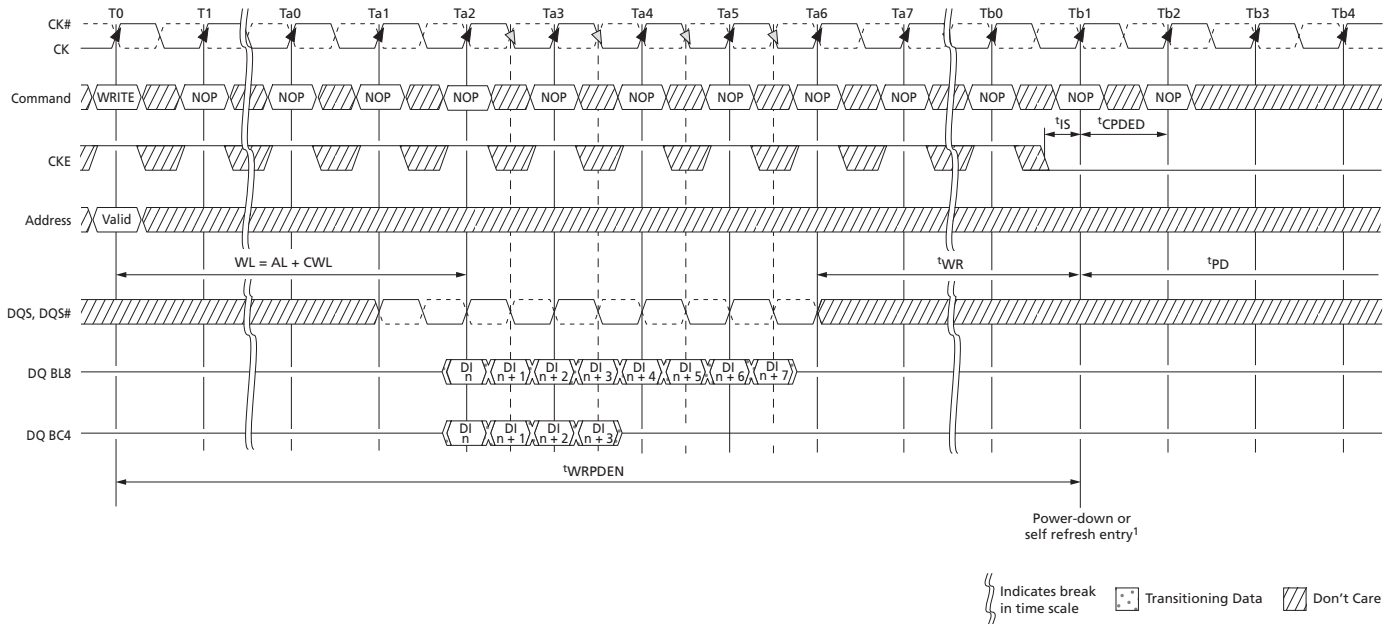 T0 T1 Ta0 Ta1 Ta2 Ta3 Ta4 Ta5 Ta6 Ta7 Tb0 Tb1 Tb2 Tb3 Tb4
CK#
CK
Command WRITE NOP NOP NOP NOP NOP NOP NOP NOP NOP NOP NOP NOP
tIS tCPDED
CKE
Address Valid
WL = AL + CWL tWR tPD
DQS, DQS#
DQ BL8 DI n DI n + 1 DI n + 2 DI n + 3 DI n + 4 DI n + 5 DI n + 6 DI n + 7
DQ BC4 DI n DI n + 1 DI n + 2 DI n + 3
tWRPDEN
Power-down or
self refresh entry1
Indicates break
in time scale
Transitioning Data
Don't Care